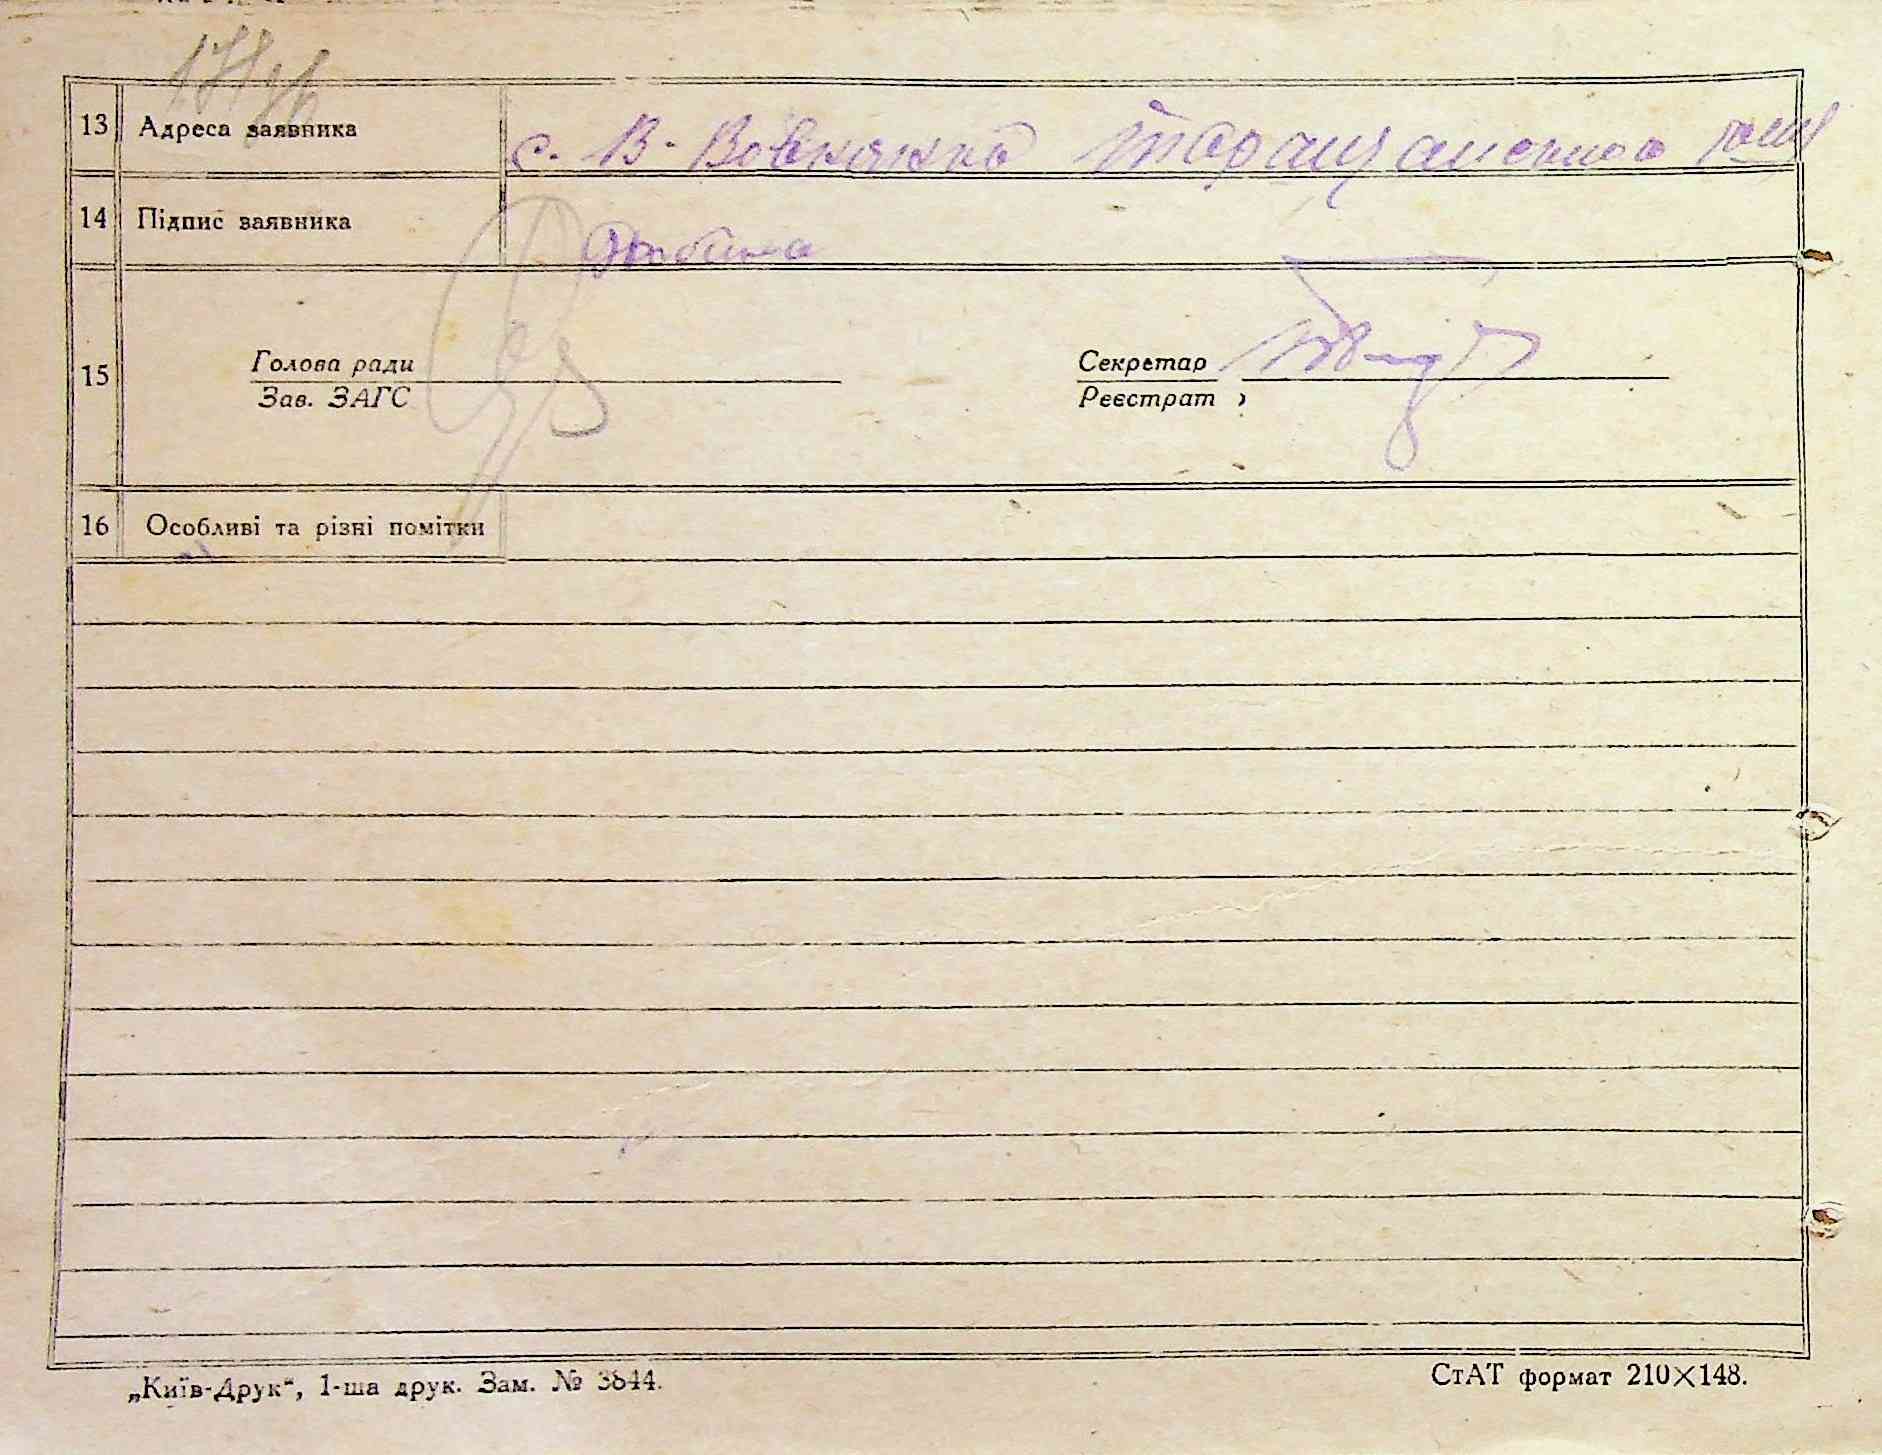 13 Адреса заявника с. В-Вовнянка Таращанского
14 Підпис заявника
15 Голова ради Секретар
Зав. ЗАГС Реєстрат
16 Особливі та різні помітки
„Київ-Друк“, 1-ша друк. Зам. № 3844. СтАТ формат 210×148.